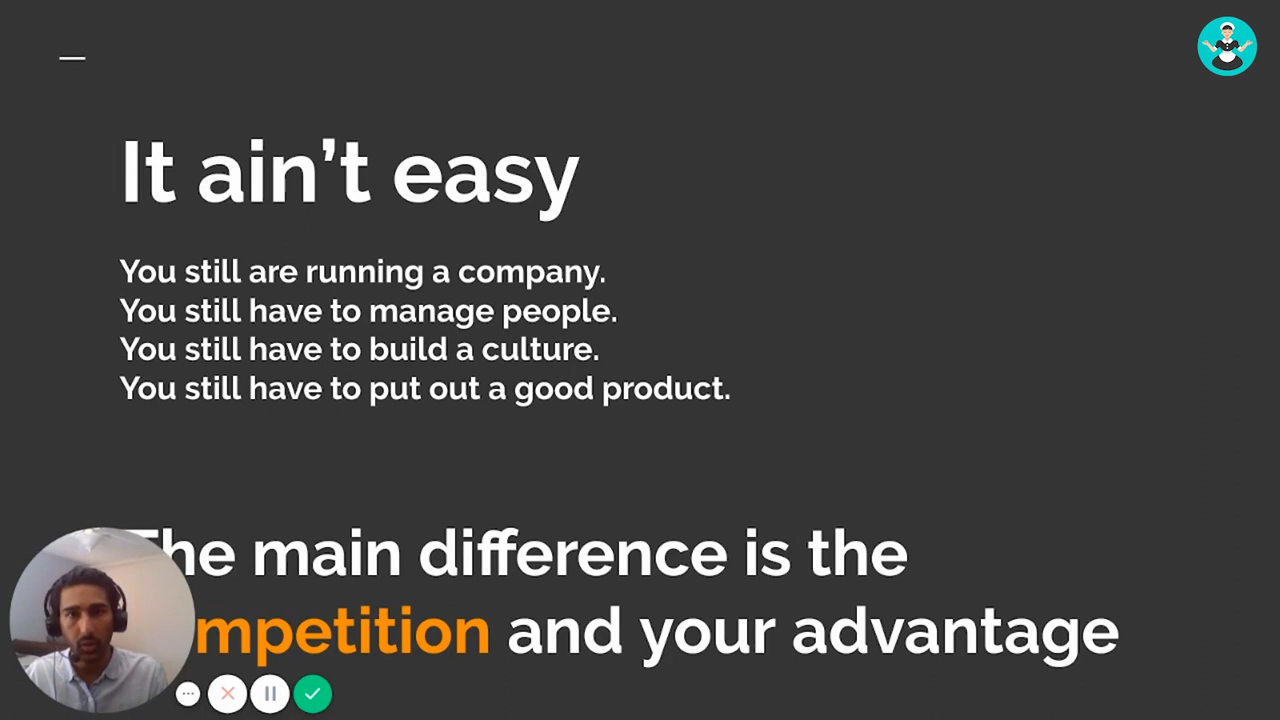 It ain’t easy
You still are running a company.
You still have to manage people.
You still have to build a culture.
You still have to put out a good product.
The main difference is the
mpetition and your advantage